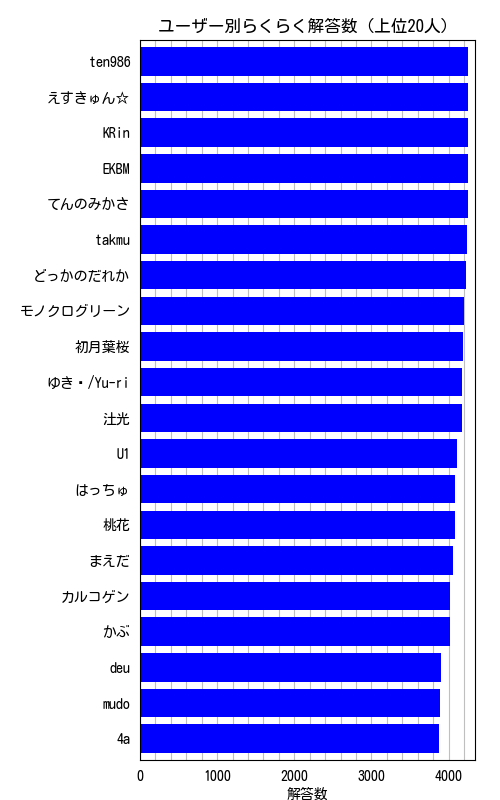 ユーザー別らくらく解答数（上位20人）
ten986
えすきゅん☆
KRin
EKBM
てんのみかさ
takmu
どっかのだれか
モノクログリーン
初月葉桜
ゆき・/Yu-ri
汢光
U1
はっちゅ
桃花
まえだ
カルコゲン
かぶ
deu
mudo
4a
0 1000 2000 3000 4000
解答数